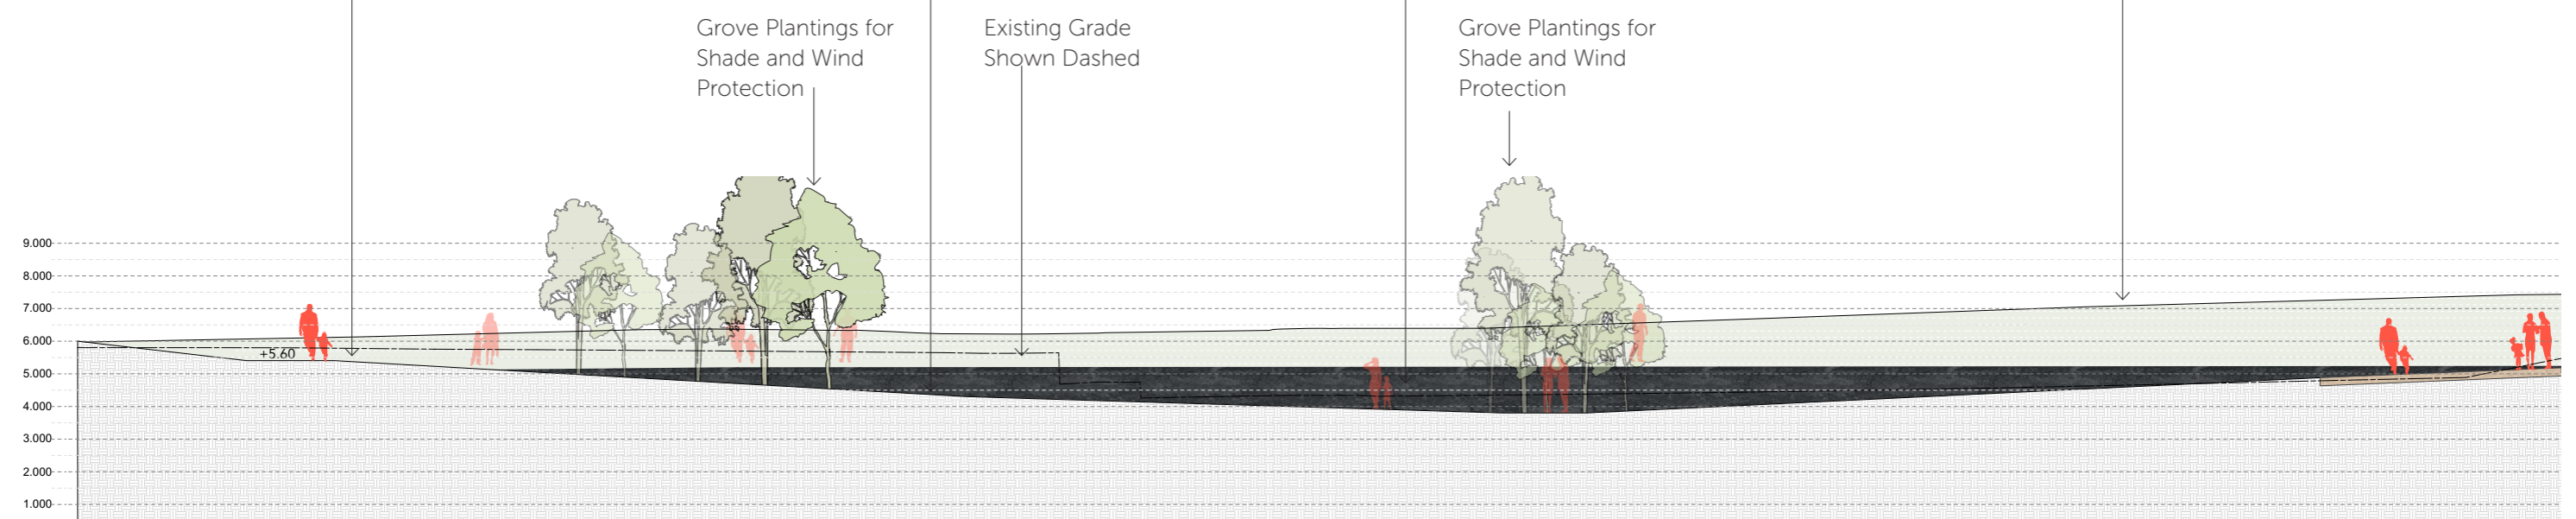 Grove Plantings for
Shade and Wind
Protection
Existing Grade
Shown Dashed
Grove Plantings for
Shade and Wind
Protection
9.000
8.000
7.000
6.000
+5.60
5.000
4.000
3.000
2.000
1.000